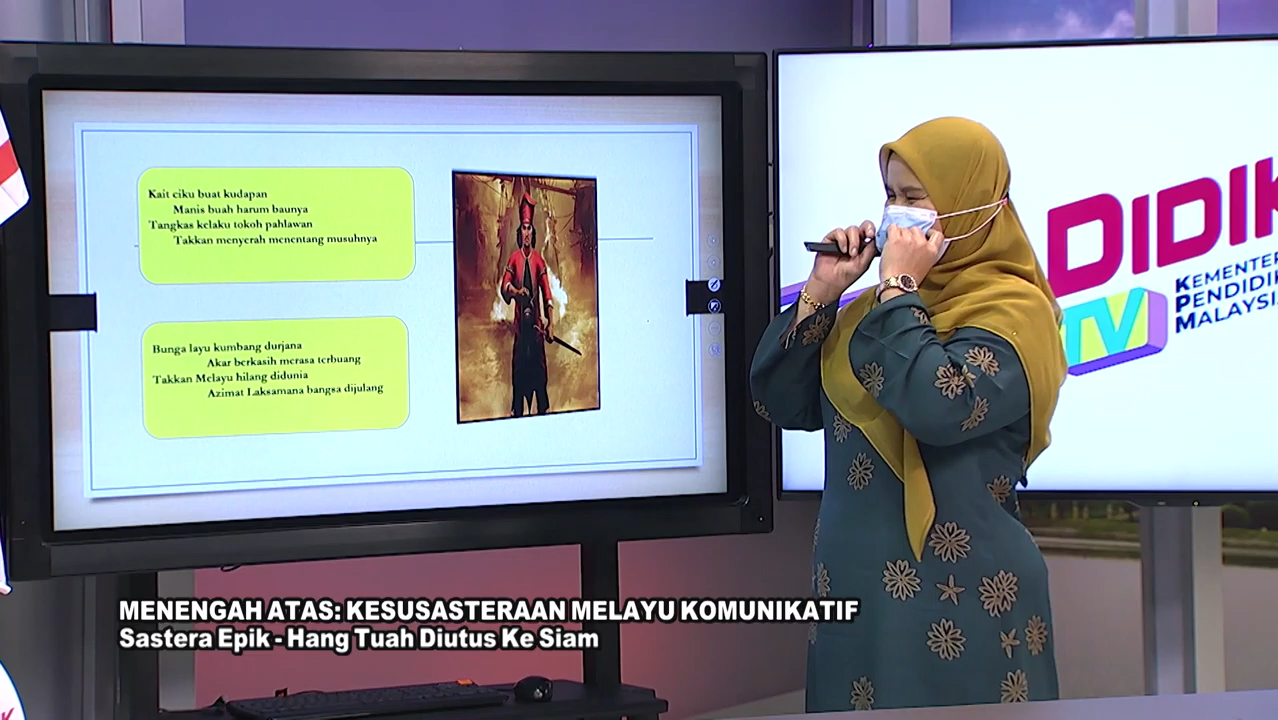 Kait ciku buat kudapan
Manis buah harum baunya
Tangkas kelaku tokoh pahlawan
Takkan menyerah menentang musuhnya
Bunga layu kumbang durjana
Akar berkasih merasa terbuang
Takkan Melayu hilang didunia
Azimat Laksamana bangsa dijulang
DIDIK
TV
KEMENTER
PENDIDIK
MALAYSIA
MENENGAH ATAS: KESUSASTERAAN MELAYU KOMUNIKATIF
Sastera Epik - Hang Tuah Diutus Ke Siam